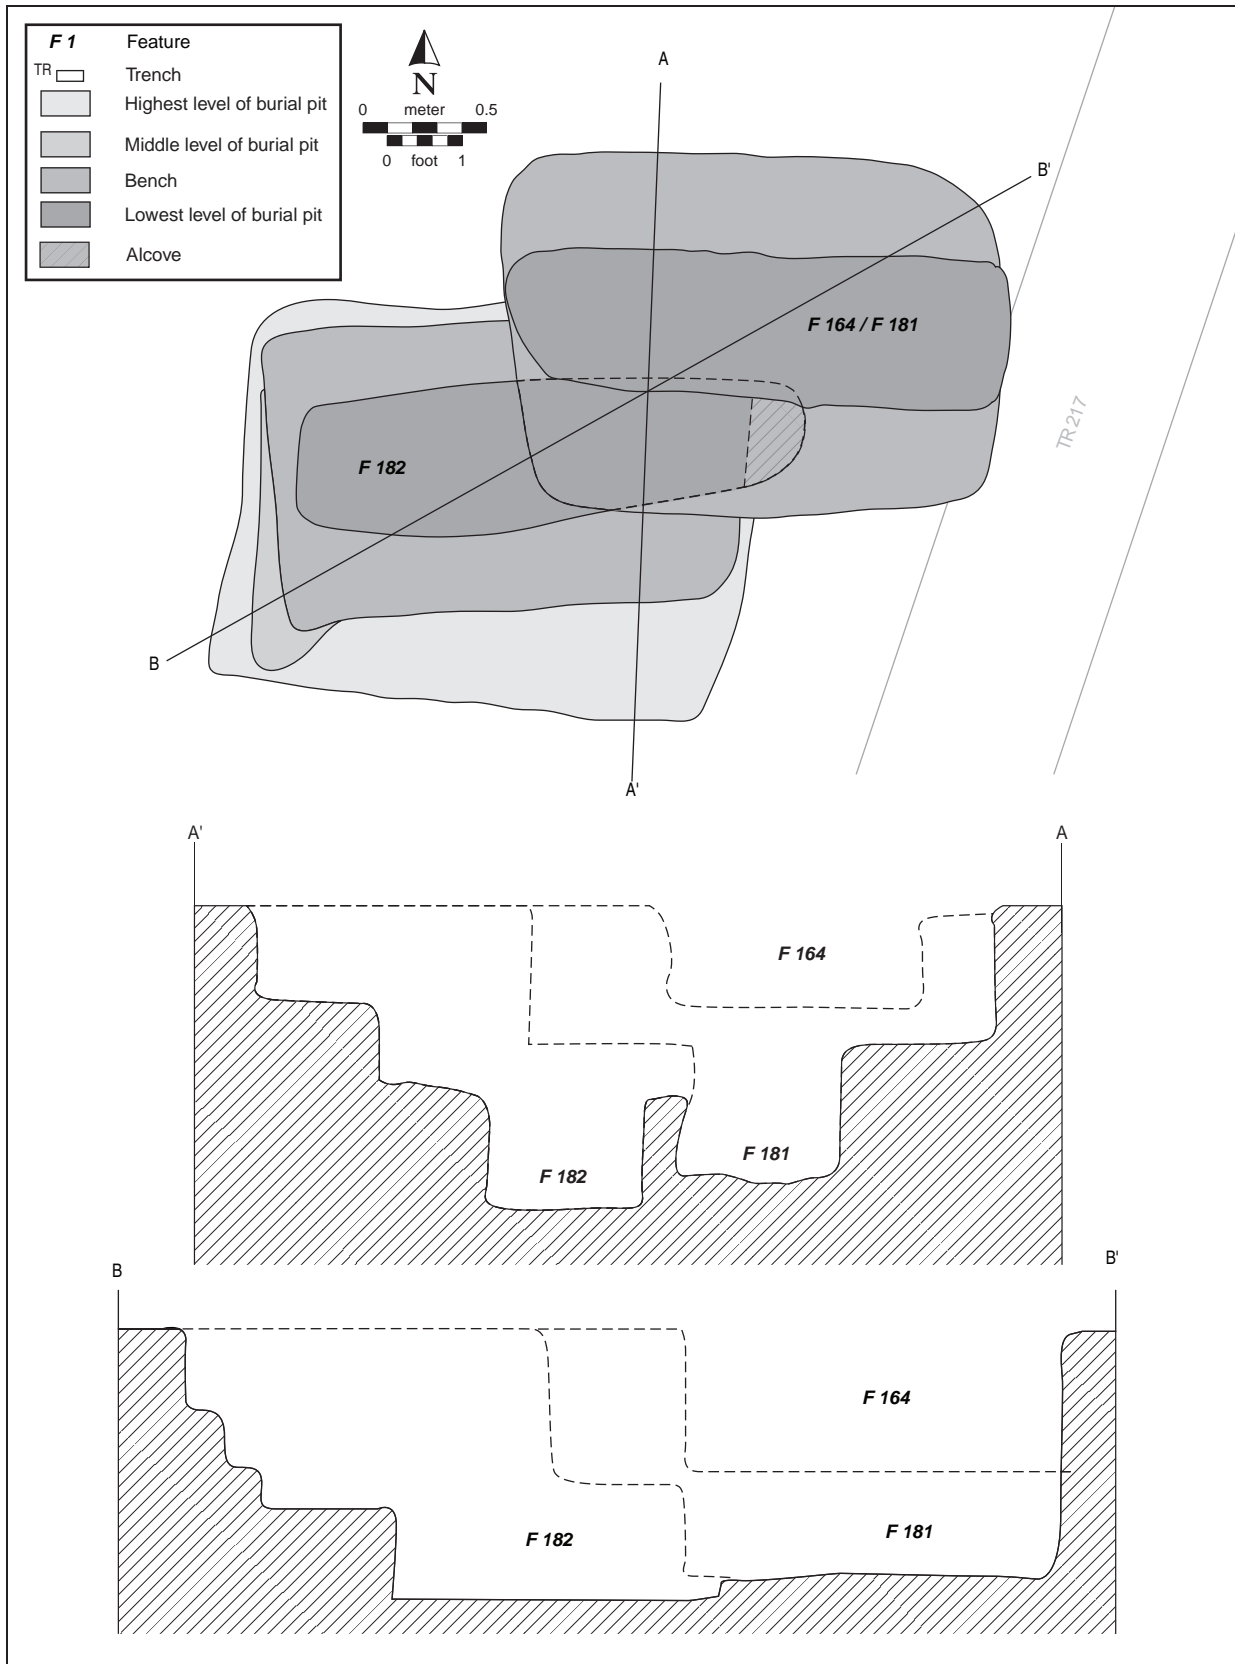 F 1 Feature
TR Trench
Highest level of burial pit
Middle level of burial pit
Bench
Lowest level of burial pit
Alcove
N
0 meter 0.5
0 foot 1
A
B'
F 164 / F 181
TR 217
F 182
B
A'
A' A
F 164
F 181
F 182
B B'
F 164
F 181
F 182